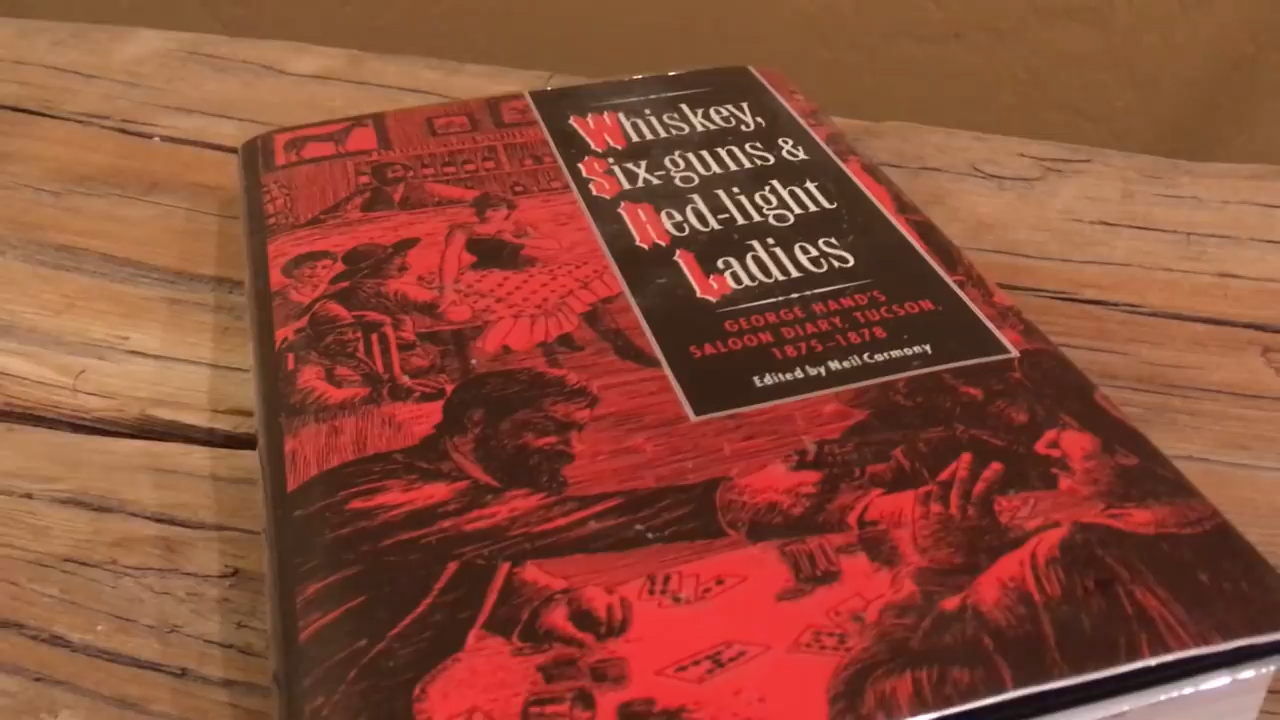 Whiskey,
Six-guns &
Red-light
Ladies
GEORGE HAND'S
SALOON DIARY, TUCSON,
1875–1878
Edited by Neil Carmony